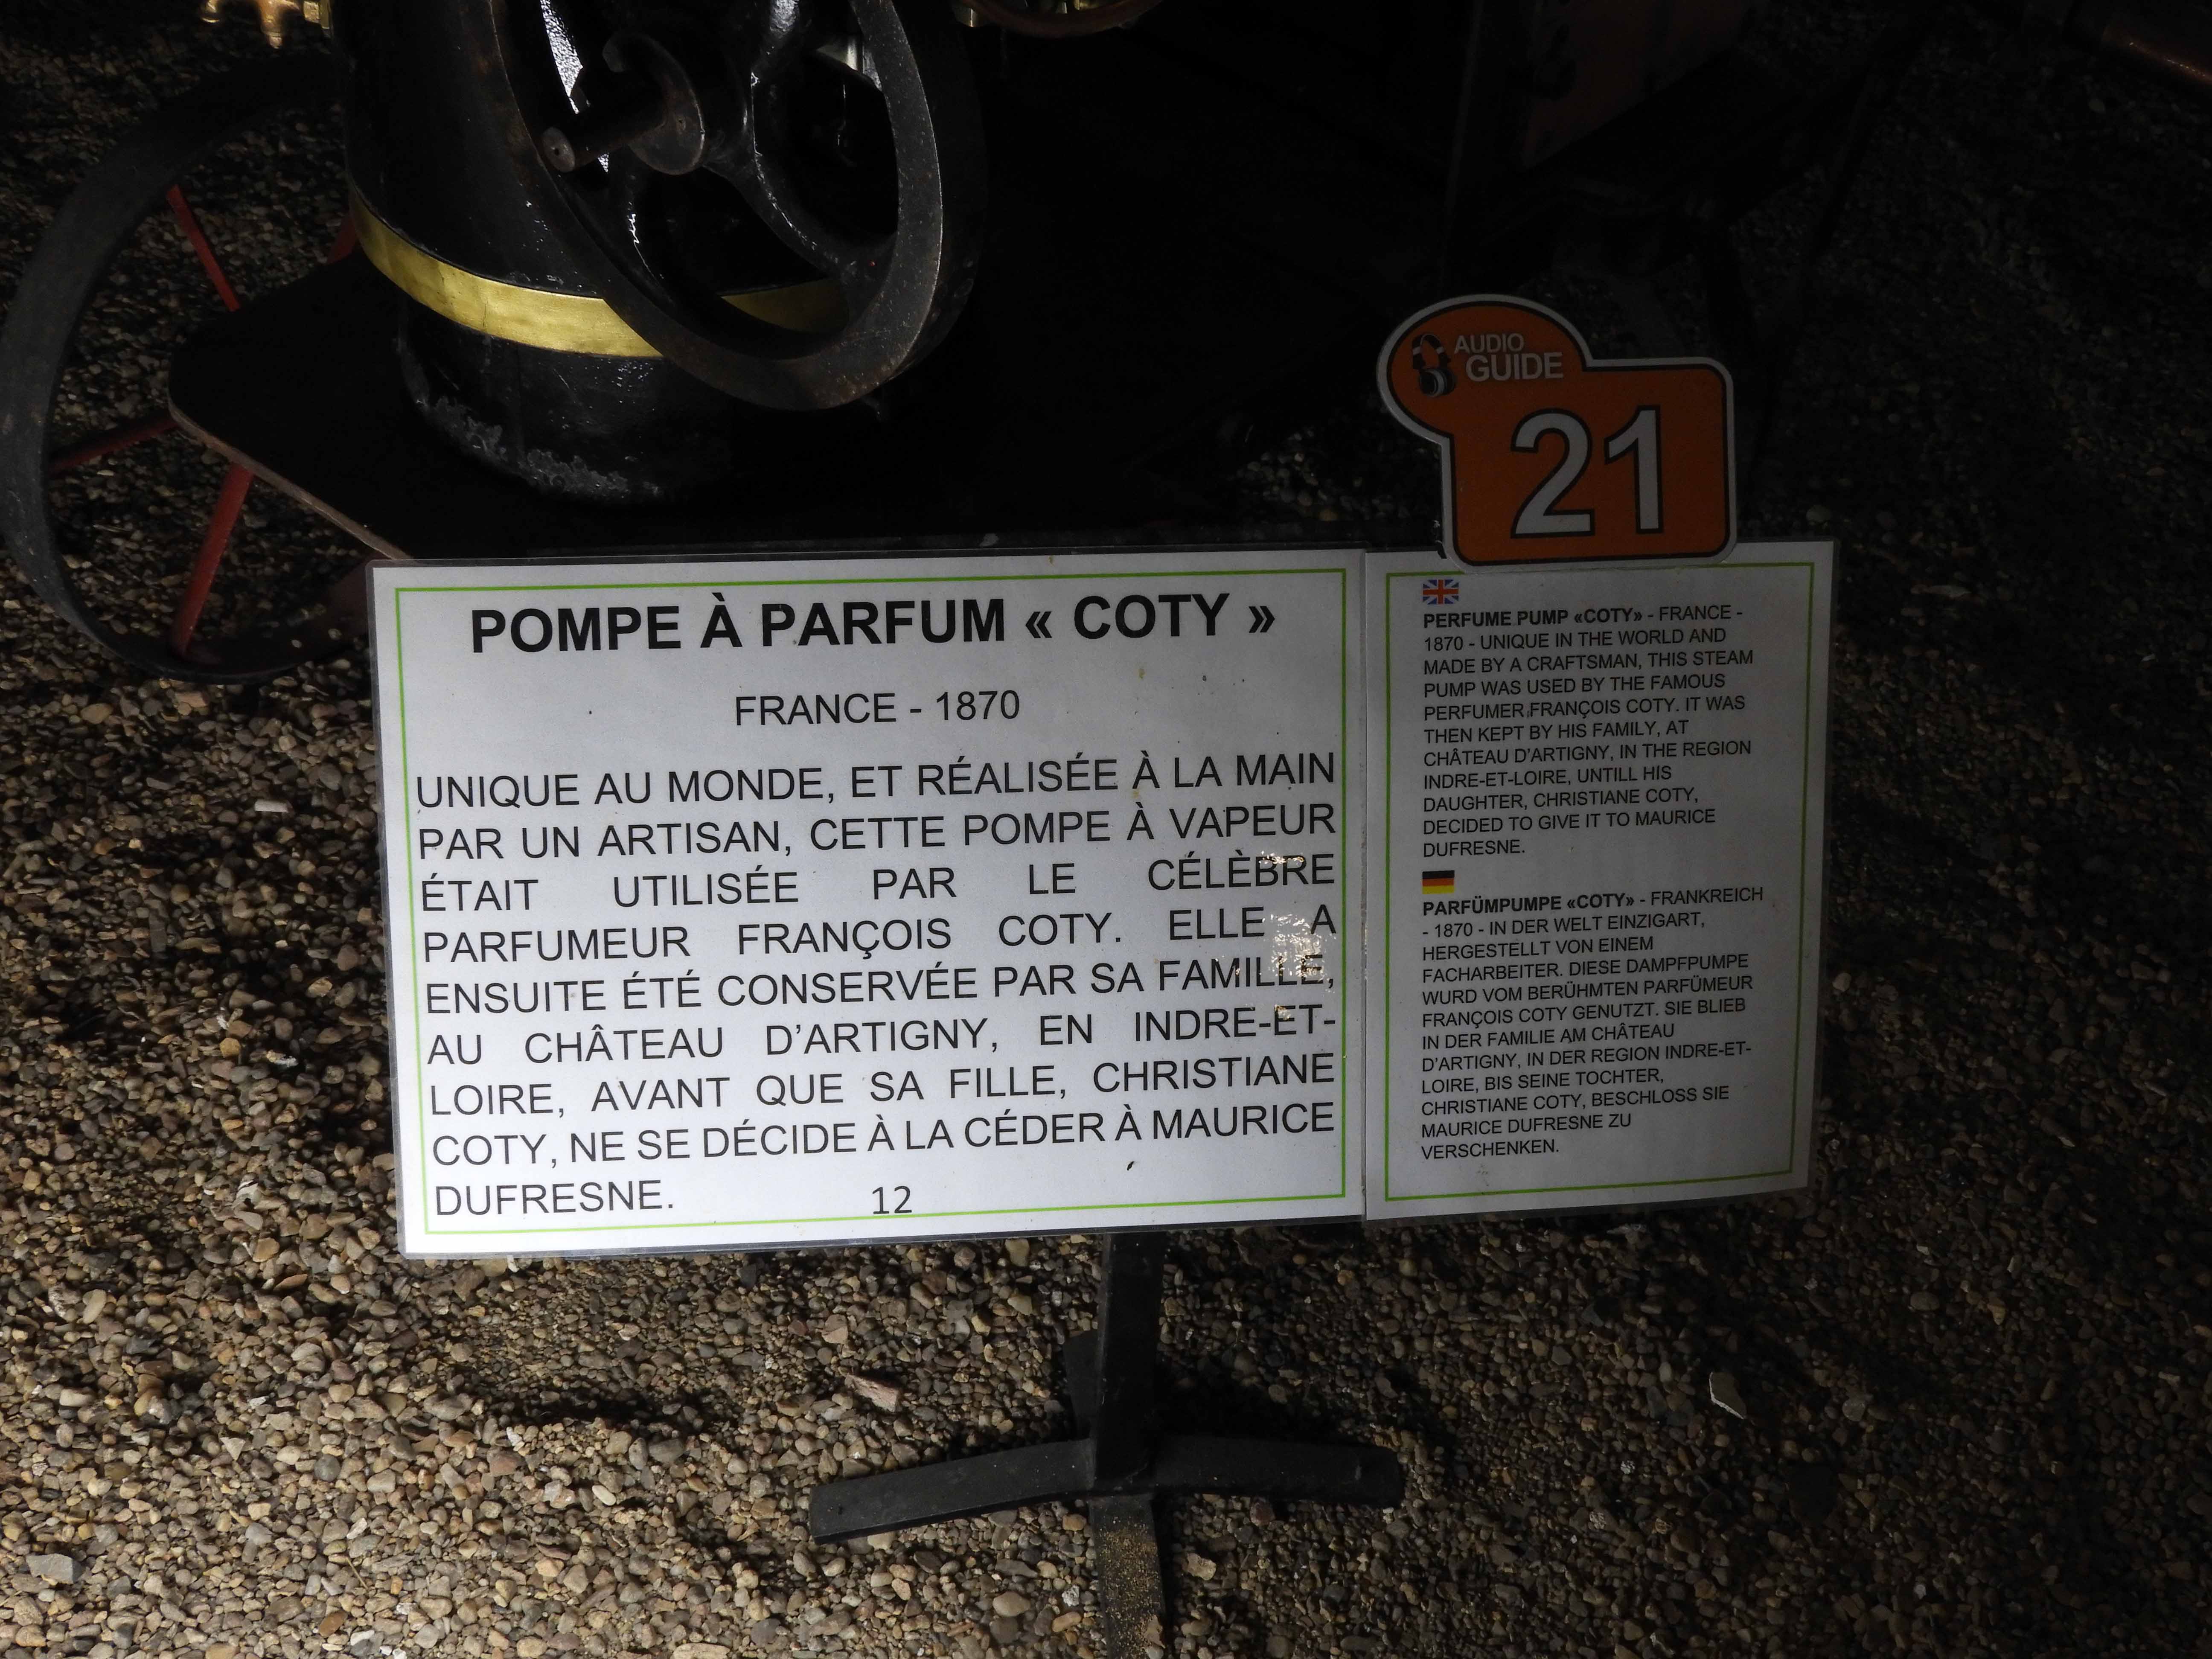 POMPE À PARFUM « COTY »
FRANCE - 1870
UNIQUE AU MONDE, ET RÉALISÉE À LA MAIN
PAR UN ARTISAN, CETTE POMPE À VAPEUR
ÉTAIT UTILISÉE PAR LE CÉLÈBRE
PARFUMEUR FRANÇOIS COTY. ELLE A
ENSUITE ÉTÉ CONSERVÉE PAR SA FAMILLE,
AU CHÂTEAU D'ARTIGNY, EN INDRE-ET-
LOIRE, AVANT QUE SA FILLE, CHRISTIANE
COTY, NE SE DÉCIDE À LA CÉDER À MAURICE
DUFRESNE.
12
AUDIO
GUIDE
21
PERFUME PUMP «COTY» - FRANCE -
1870 - UNIQUE IN THE WORLD AND
MADE BY A CRAFTSMAN, THIS STEAM
PUMP WAS USED BY THE FAMOUS
PERFUMER FRANÇOIS COTY. IT WAS
THEN KEPT BY HIS FAMILY, AT
CHÂTEAU D'ARTIGNY, IN THE REGION
INDRE-ET-LOIRE, UNTILL HIS
DAUGHTER, CHRISTIANE COTY,
DECIDED TO GIVE IT TO MAURICE
DUFRESNE.
PARFÜMPUMPE «COTY» - FRANKREICH
- 1870 - IN DER WELT EINZIGART,
HERGESTELLT VON EINEM
FACHARBEITER. DIESE DAMPFPUMPE
WURD VOM BERÜHMTEN PARFÜMEUR
FRANÇOIS COTY GENUTZT. SIE BLIEB
IN DER FAMILIE AM CHÂTEAU
D'ARTIGNY, IN DER REGION INDRE-ET-
LOIRE, BIS SEINE TOCHTER,
CHRISTIANE COTY, BESCHLOSS SIE
MAURICE DUFRESNE ZU
VERSCHENKEN.